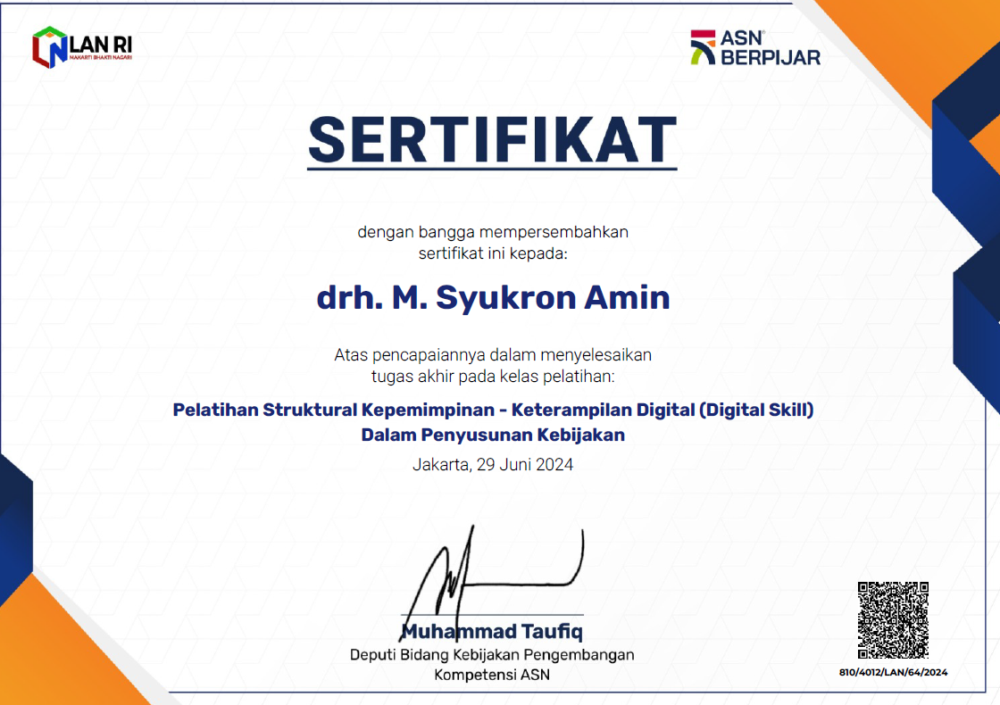 LAN RI
MAKARTI BHAKTI NAGARI
ASN
BERPIJAR
SERTIFIKAT
dengan bangga mempersembahkan
sertifikat ini kepada:
drh. M. Syukron Amin
Atas pencapaiannya dalam menyelesaikan
tugas akhir pada kelas pelatihan:
Pelatihan Struktural Kepemimpinan - Keterampilan Digital (Digital Skill)
Dalam Penyusunan Kebijakan
Jakarta, 29 Juni 2024
Muhammad Taufiq
Deputi Bidang Kebijakan Pengembangan
Kompetensi ASN
810/4012/LAN/64/2024